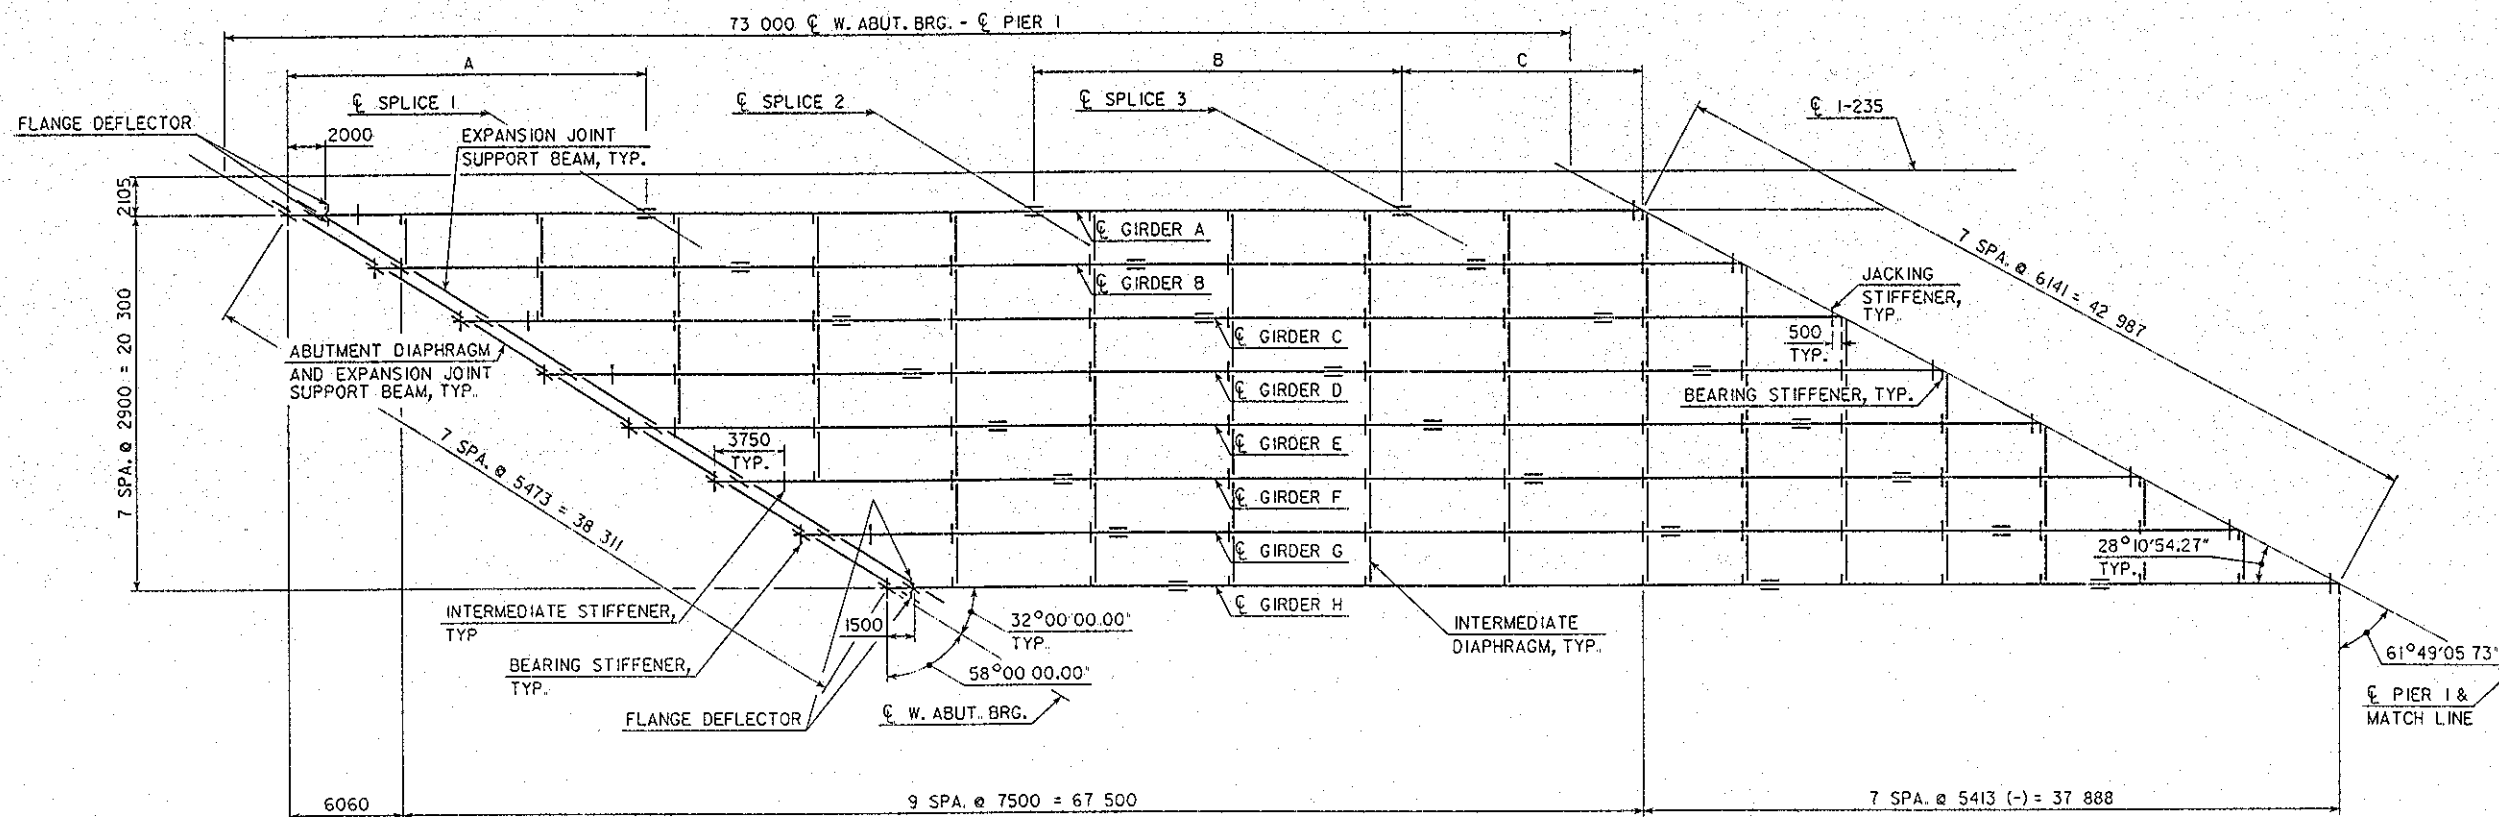 73 000 ℄ W. ABUT. BRG. - ℄ PIER 1
A
B
C
℄ SPLICE 1
℄ SPLICE 2
℄ SPLICE 3
℄ I-235
FLANGE DEFLECTOR
2000
EXPANSION JOINT
SUPPORT BEAM, TYP.
2105
℄ GIRDER A
℄ GIRDER B
7 SPA. @ 6141 = 42 987
JACKING
STIFFENER,
TYP.
500
TYP.
℄ GIRDER C
ABUTMENT DIAPHRAGM
AND EXPANSION JOINT
SUPPORT BEAM, TYP.
7 SPA. @ 2900 = 20 300
℄ GIRDER D
BEARING STIFFENER, TYP.
7 SPA. @ 5473 = 38 311
3750
TYP.
℄ GIRDER E
℄ GIRDER F
℄ GIRDER G
28°10'54.27"
TYP.
INTERMEDIATE STIFFENER,
TYP
1500
32°00'00.00"
TYP.
℄ GIRDER H
INTERMEDIATE
DIAPHRAGM, TYP.
BEARING STIFFENER,
TYP.
58°00 00.00"
61°49'05 73"
FLANGE DEFLECTOR
℄ W. ABUT. BRG.
℄ PIER 1 &
MATCH LINE
6060
9 SPA. @ 7500 = 67 500
7 SPA. @ 5413 (-) = 37 888